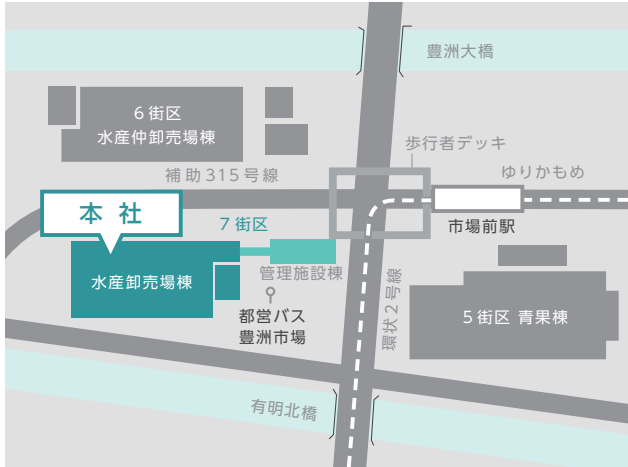 豊洲大橋
6街区
水産仲卸売場棟
歩行者デッキ
補助315号線
ゆりかもめ
本社
7街区
市場前駅
水産卸売場棟
管理施設棟
都営バス
豊洲市場
環状2号線
5街区 青果棟
有明北橋